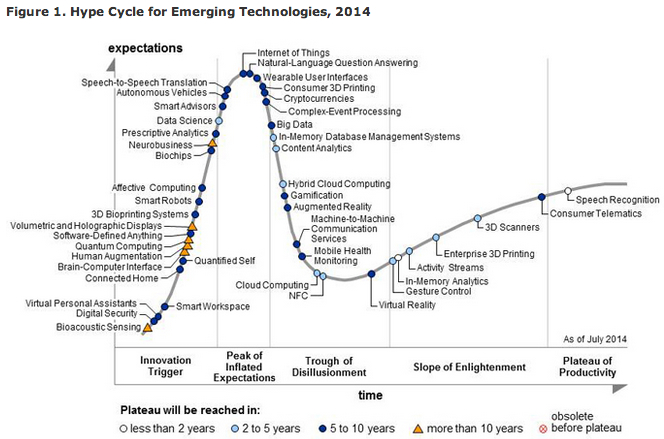 Figure 1. Hype Cycle for Emerging Technologies, 2014
expectations
Internet of Things
Natural-Language Question Answering
Wearable User Interfaces
Speech-to-Speech Translation
Consumer 3D Printing
Autonomous Vehicles
Cryptocurrencies
Smart Advisors
Complex-Event Processing
Data Science
Big Data
Prescriptive Analytics
In-Memory Database Management Systems
Neurobusiness
Content Analytics
Biochips
Hybrid Cloud Computing
Affective Computing
Gamification
Smart Robots
Augmented Reality
3D Bioprinting Systems
Machine-to-Machine
Communication
Services
Volumetric and Holographic Displays
Software-Defined Anything
Quantum Computing
Human Augmentation
Quantified Self
Brain-Computer Interface
Connected Home
Mobile Health
Monitoring
Cloud Computing
NFC
Virtual Personal Assistants
Smart Workspace
Digital Security
Bioacoustic Sensing
Virtual Reality
Gesture Control
In-Memory Analytics
Activity Streams
Enterprise 3D Printing
3D Scanners
Speech Recognition
Consumer Telematics
As of July 2014
Innovation
Trigger
Peak of
Inflated
Expectations
Trough of
Disillusionment
Slope of Enlightenment
Plateau of
Productivity
time
Plateau will be reached in:
less than 2 years
2 to 5 years
5 to 10 years
more than 10 years
obsolete
before plateau